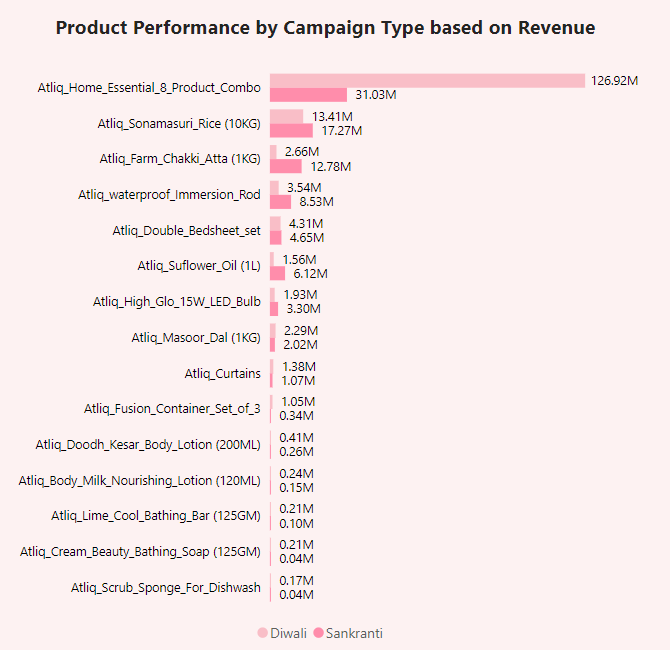 Product Performance by Campaign Type based on Revenue
Atliq_Home_Essential_8_Product_Combo 126.92M
31.03M
Atliq_Sonamasuri_Rice (10KG) 13.41M
17.27M
Atliq_Farm_Chakki_Atta (1KG) 2.66M
12.78M
Atliq_waterproof_Immersion_Rod 3.54M
8.53M
Atliq_Double_Bedsheet_set 4.31M
4.65M
Atliq_Suflower_Oil (1L) 1.56M
6.12M
Atliq_High_Glo_15W_LED_Bulb 1.93M
3.30M
Atliq_Masoor_Dal (1KG) 2.29M
2.02M
Atliq_Curtains 1.38M
1.07M
Atliq_Fusion_Container_Set_of_3 1.05M
0.34M
Atliq_Doodh_Kesar_Body_Lotion (200ML) 0.41M
0.26M
Atliq_Body_Milk_Nourishing_Lotion (120ML) 0.24M
0.15M
Atliq_Lime_Cool_Bathing_Bar (125GM) 0.21M
0.10M
Atliq_Cream_Beauty_Bathing_Soap (125GM) 0.21M
0.04M
Atliq_Scrub_Sponge_For_Dishwash 0.17M
0.04M
Diwali Sankranti